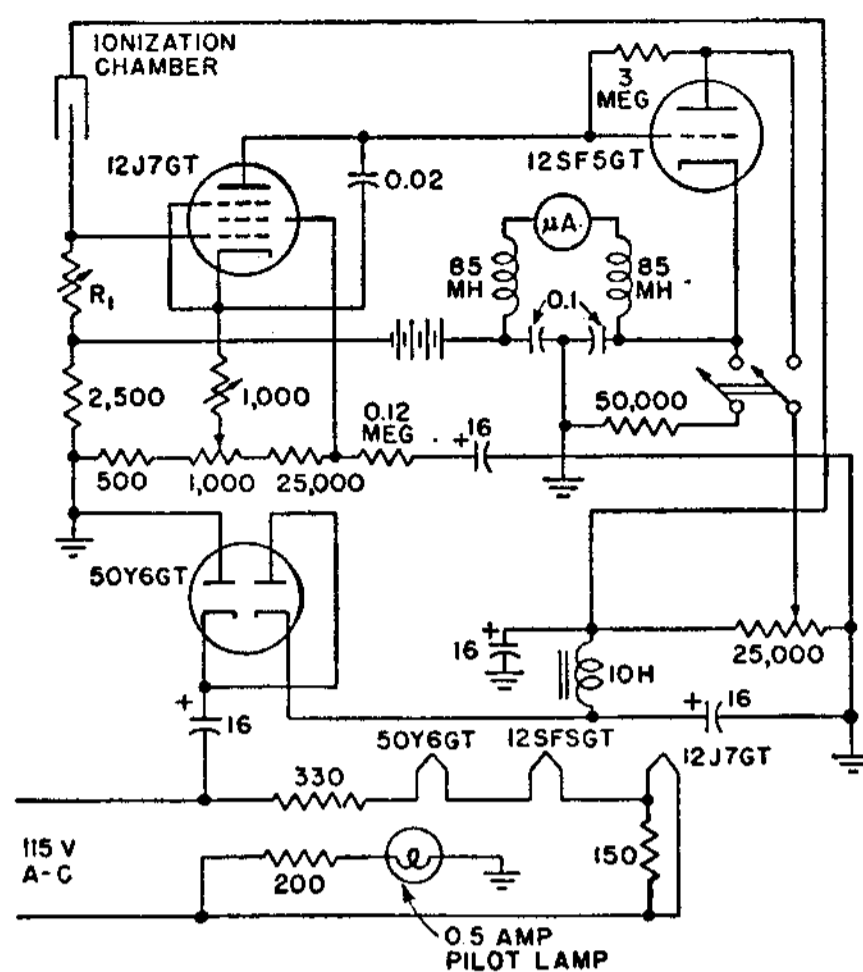 IONIZATION
CHAMBER
3
MEG
12J7GT
0.02
12SF5GT
μA
85
MH
85
MH
0.1
R1
2,500
1,000
0.12
MEG
+16
50,000
500
1,000
25,000
50Y6GT
+
16
10H
25,000
+
16
+16
50Y6GT
12SFSGT
12J7GT
330
115 V
A-C
200
150
0.5 AMP
PILOT LAMP